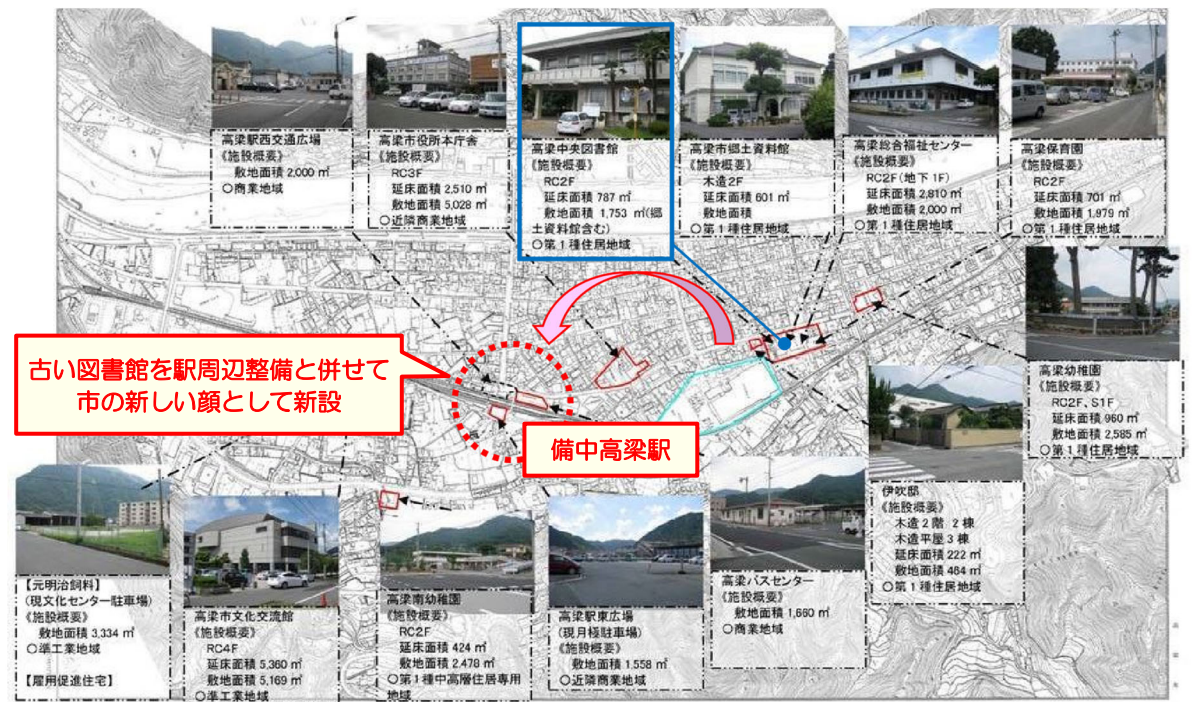 高梁駅西交通広場
《施設概要》
敷地面積 2,000 ㎡
○商業地域
高梁市役所本庁舎
《施設概要》
RC3F
延床面積 2,510 ㎡
敷地面積 5,028 ㎡
○近隣商業地域
高梁中央図書館
《施設概要》
RC2F
延床面積 787 ㎡
敷地面積 1,753 ㎡(郷
土資料館含む)
○第１種住居地域
高梁市郷土資料館
《施設概要》
木造2F
延床面積 601 ㎡
敷地面積
○第１種住居地域
高梁総合福祉センター
《施設概要》
RC2F(地下 1F)
延床面積 2,810 ㎡
敷地面積 2,000 ㎡
○第１種住居地域
高梁保育園
《施設概要》
RC2F
延床面積 701 ㎡
敷地面積 1,979 ㎡
○第１種住居地域
古い図書館を駅周辺整備と併せて
市の新しい顔として新設
備中高梁駅
高梁幼稚園
《施設概要》
RC2F、S1F
延床面積 960 ㎡
敷地面積 2,585 ㎡
○第１種住居地域
伊吹邸
《施設概要》
木造２階 ２棟
木造平屋３棟
延床面積 222 ㎡
敷地面積 484 ㎡
○第１種住居地域
【元明治飼料】
(現文化センター駐車場)
《施設概要》
敷地面積 3,334 ㎡
○準工業地域
【雇用促進住宅】
高梁市文化交流館
《施設概要》
RC4F
延床面積 5,360 ㎡
敷地面積 5,169 ㎡
○準工業地域
高梁南幼稚園
《施設概要》
RC2F
延床面積 424 ㎡
敷地面積 2,478 ㎡
○第１種中高層住居専用
地域
高梁駅東広場
(現月極駐車場)
《施設概要》
敷地面積 1,558 ㎡
○近隣商業地域
高梁バスセンター
《施設概要》
敷地面積 1,660 ㎡
○商業地域